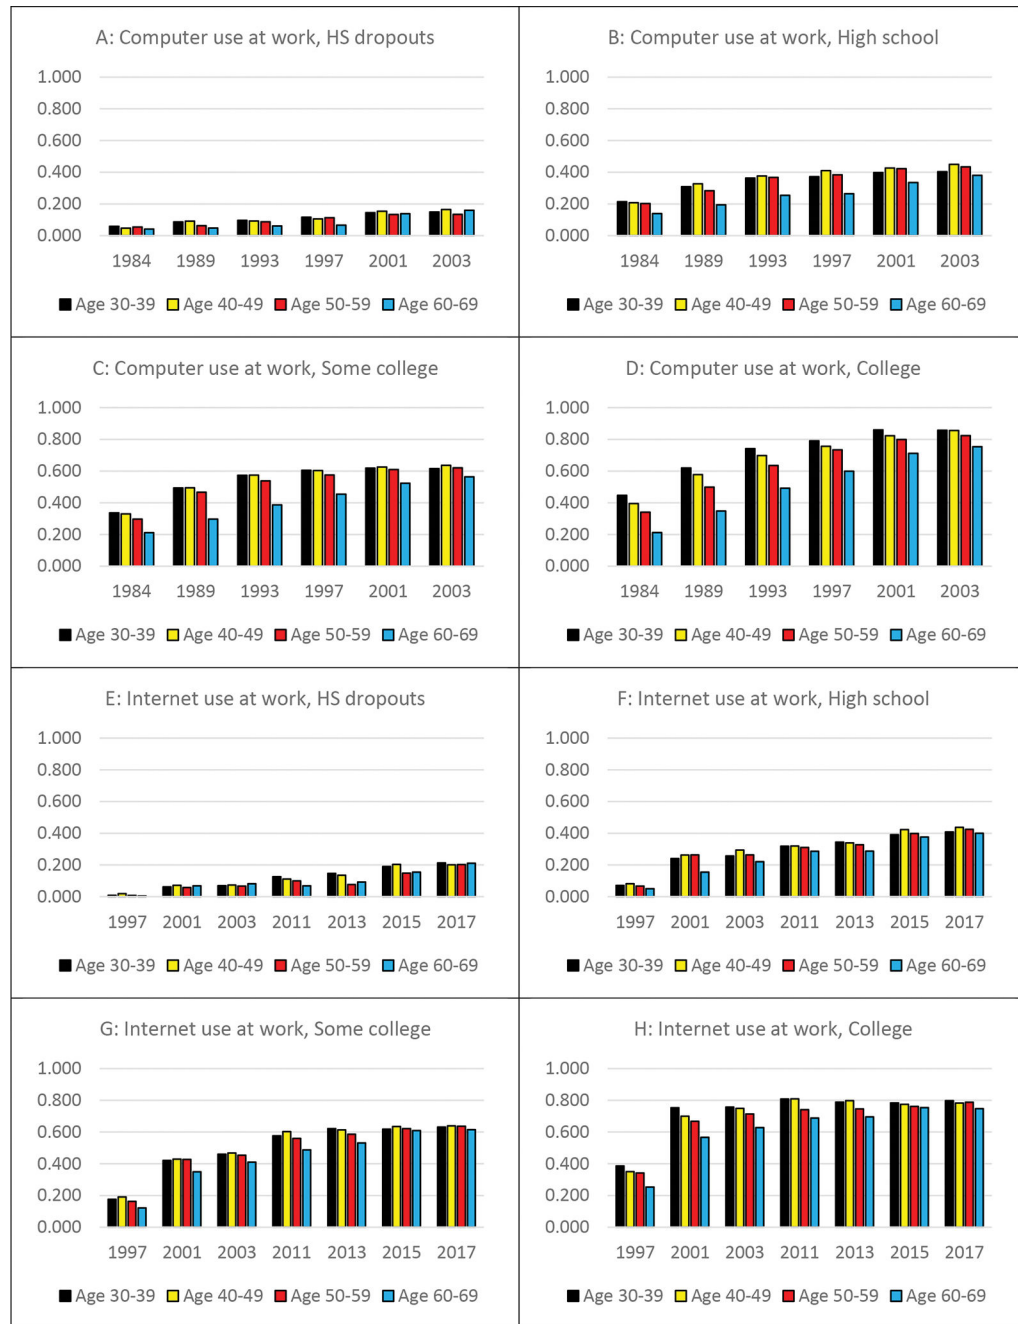 A: Computer use at work, HS dropouts
1.000
0.800
0.600
0.400
0.200
0.000
1984 1989 1993 1997 2001 2003
Age 30-39 Age 40-49 Age 50-59 Age 60-69
B: Computer use at work, High school
1.000
0.800
0.600
0.400
0.200
0.000
1984 1989 1993 1997 2001 2003
Age 30-39 Age 40-49 Age 50-59 Age 60-69
C: Computer use at work, Some college
1.000
0.800
0.600
0.400
0.200
0.000
1984 1989 1993 1997 2001 2003
Age 30-39 Age 40-49 Age 50-59 Age 60-69
D: Computer use at work, College
1.000
0.800
0.600
0.400
0.200
0.000
1984 1989 1993 1997 2001 2003
Age 30-39 Age 40-49 Age 50-59 Age 60-69
E: Internet use at work, HS dropouts
1.000
0.800
0.600
0.400
0.200
0.000
1997 2001 2003 2011 2013 2015 2017
Age 30-39 Age 40-49 Age 50-59 Age 60-69
F: Internet use at work, High school
1.000
0.800
0.600
0.400
0.200
0.000
1997 2001 2003 2011 2013 2015 2017
Age 30-39 Age 40-49 Age 50-59 Age 60-69
G: Internet use at work, Some college
1.000
0.800
0.600
0.400
0.200
0.000
1997 2001 2003 2011 2013 2015 2017
Age 30-39 Age 40-49 Age 50-59 Age 60-69
H: Internet use at work, College
1.000
0.800
0.600
0.400
0.200
0.000
1997 2001 2003 2011 2013 2015 2017
Age 30-39 Age 40-49 Age 50-59 Age 60-69